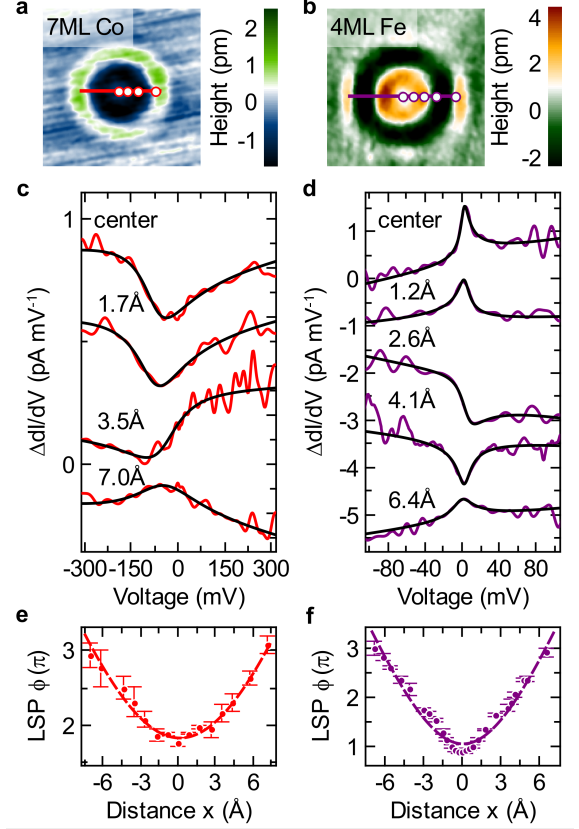 a
7ML Co
Height (pm)
2
1
0
-1
b
4ML Fe
Height (pm)
4
2
0
-2
c
ΔdI/dV (pA mV⁻¹)
1
0
center
1.7Å
3.5Å
7.0Å
-300
-150
0
150
300
Voltage (mV)
d
ΔdI/dV (pA mV⁻¹)
0
-1
-2
-3
-4
-5
center
1.2Å
2.6Å
4.1Å
6.4Å
-80
-40
0
40
80
Voltage (mV)
e
LSP ϕ (π)
3
2
-6
-3
0
3
6
Distance x (Å)
f
LSP ϕ (π)
3
2
1
-6
-3
0
3
6
Distance x (Å)